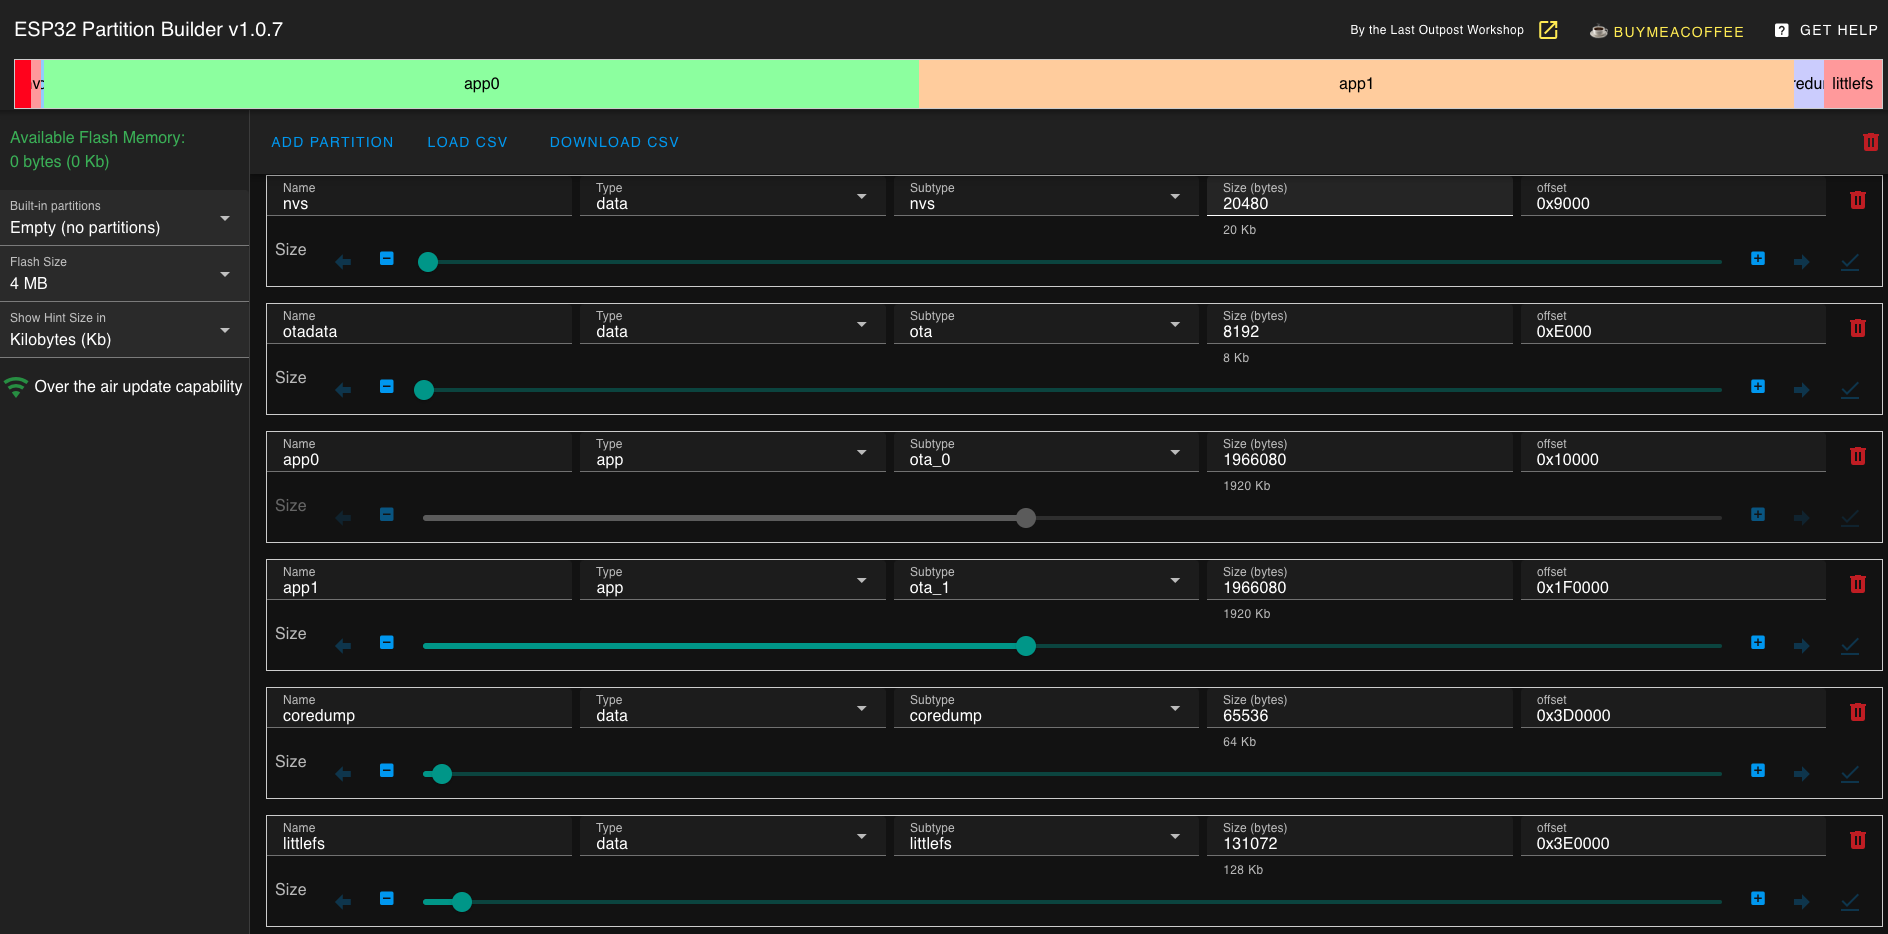 ESP32 Partition Builder v1.0.7
By the Last Outpost Workshop
BUYMEACOFFEE
GET HELP
app0
app1
littlefs
Available Flash Memory:
0 bytes (0 Kb)
Built-in partitions
Empty (no partitions)
Flash Size
4 MB
Show Hint Size in
Kilobytes (Kb)
Over the air update capability
ADD PARTITION LOAD CSV DOWNLOAD CSV
Name Type Subtype Size (bytes) offset
nvs data nvs 20480 0x9000
20 Kb
Size
Name Type Subtype Size (bytes) offset
otadata data ota 8192 0xE000
8 Kb
Size
Name Type Subtype Size (bytes) offset
app0 app ota_0 1966080 0x10000
1920 Kb
Size
Name Type Subtype Size (bytes) offset
app1 app ota_1 1966080 0x1F0000
1920 Kb
Size
Name Type Subtype Size (bytes) offset
coredump data coredump 65536 0x3D0000
64 Kb
Size
Name Type Subtype Size (bytes) offset
littlefs data littlefs 131072 0x3E0000
128 Kb
Size